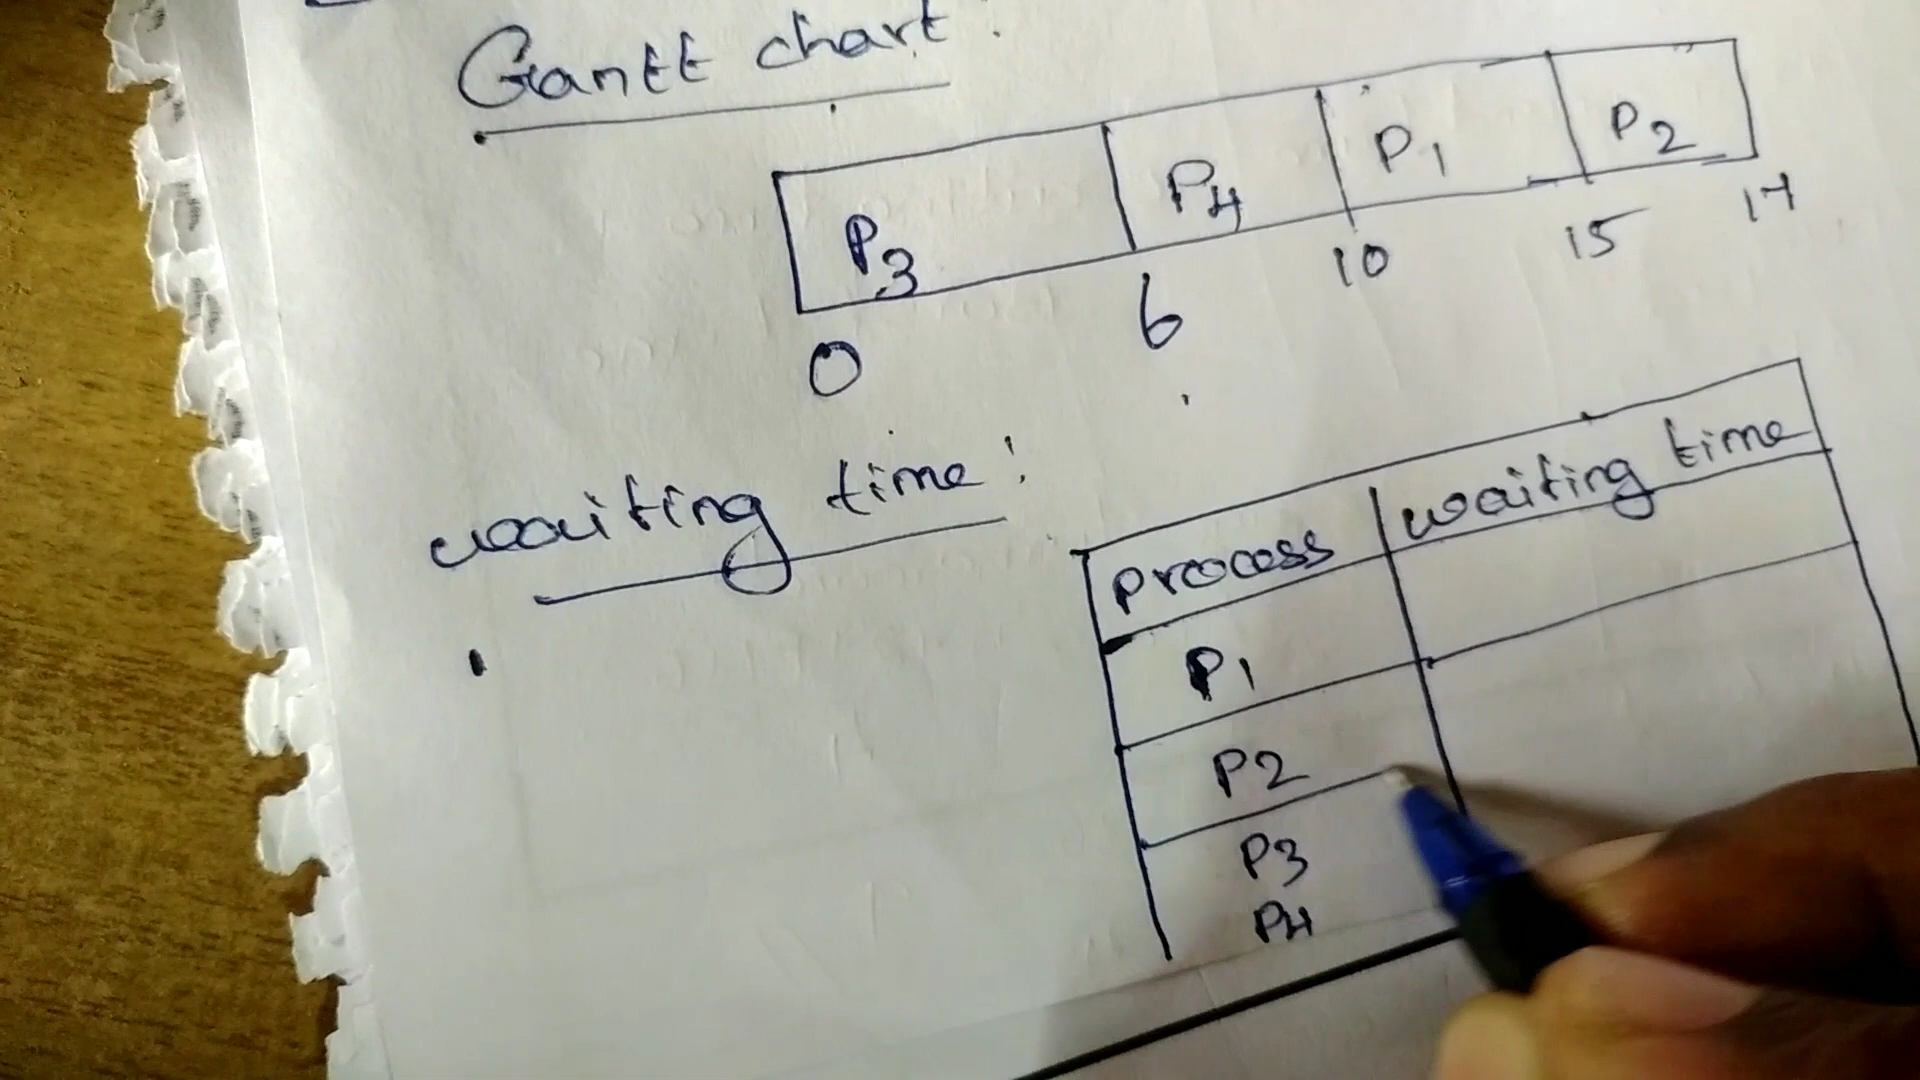 Gantt chart:
P3 P4 P1 P2
0 6 10 15 17
waiting time:
process waiting time
P1
P2
P3
P4